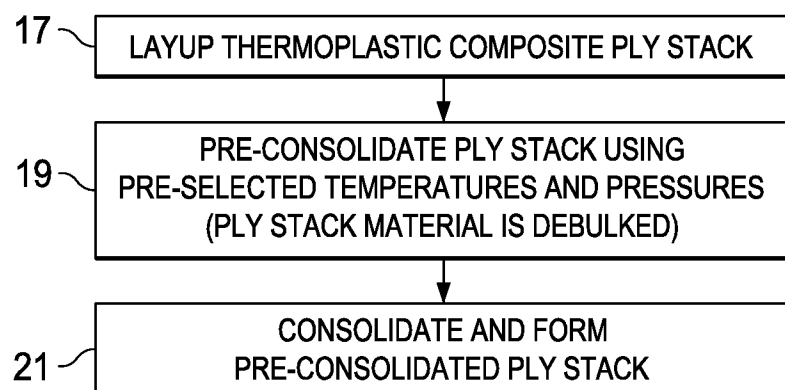 17
LAYUP THERMOPLASTIC COMPOSITE PLY STACK
19
PRE-CONSOLIDATE PLY STACK USING
PRE-SELECTED TEMPERATURES AND PRESSURES
(PLY STACK MATERIAL IS DEBULKED)
21
CONSOLIDATE AND FORM
PRE-CONSOLIDATED PLY STACK